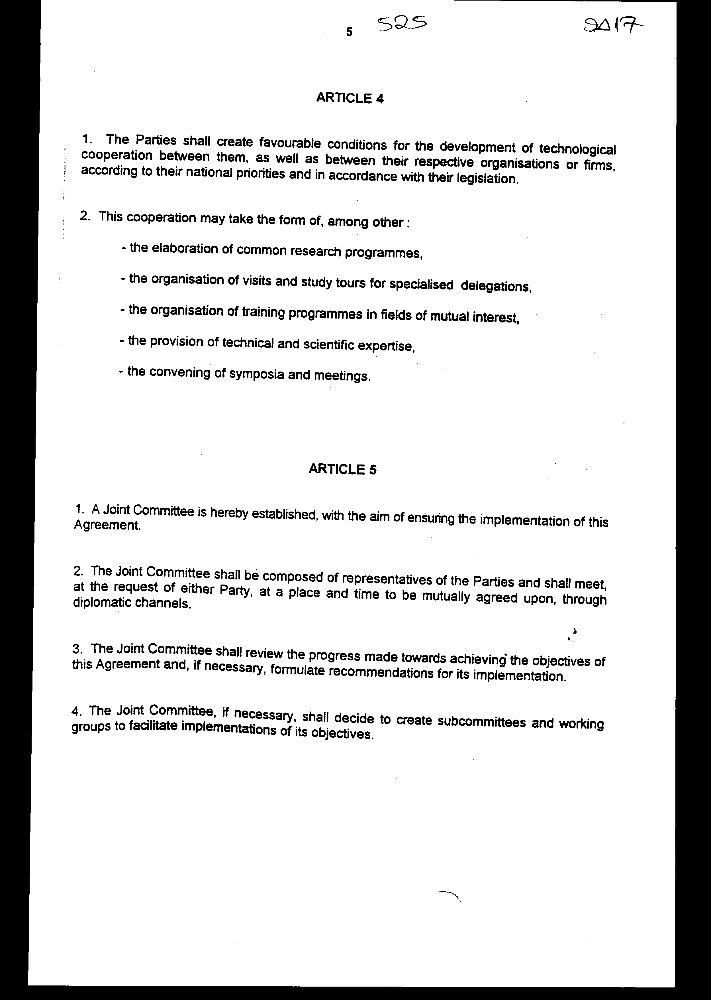 5 525
ARTICLE 4
1. The Parties shall create favourable conditions for the development of technological
cooperation between them, as well as between their respective organisations or firms,
according to their national priorities and in accordance with their legislation.
2. This cooperation may take the form of, among other :
- the elaboration of common research programmes,
- the organisation of visits and study tours for specialised delegations,
- the organisation of training programmes in fields of mutual interest,
- the provision of technical and scientific expertise,
- the convening of symposia and meetings.
ARTICLE 5
1. A Joint Committee is hereby established, with the aim of ensuring the implementation of this
Agreement.
2. The Joint Committee shall be composed of representatives of the Parties and shall meet,
at the request of either Party, at a place and time to be mutually agreed upon, through
diplomatic channels.
3. The Joint Committee shall review the progress made towards achieving the objectives of
this Agreement and, if necessary, formulate recommendations for its implementation.
4. The Joint Committee, if necessary, shall decide to create subcommittees and working
groups to facilitate implementations of its objectives.